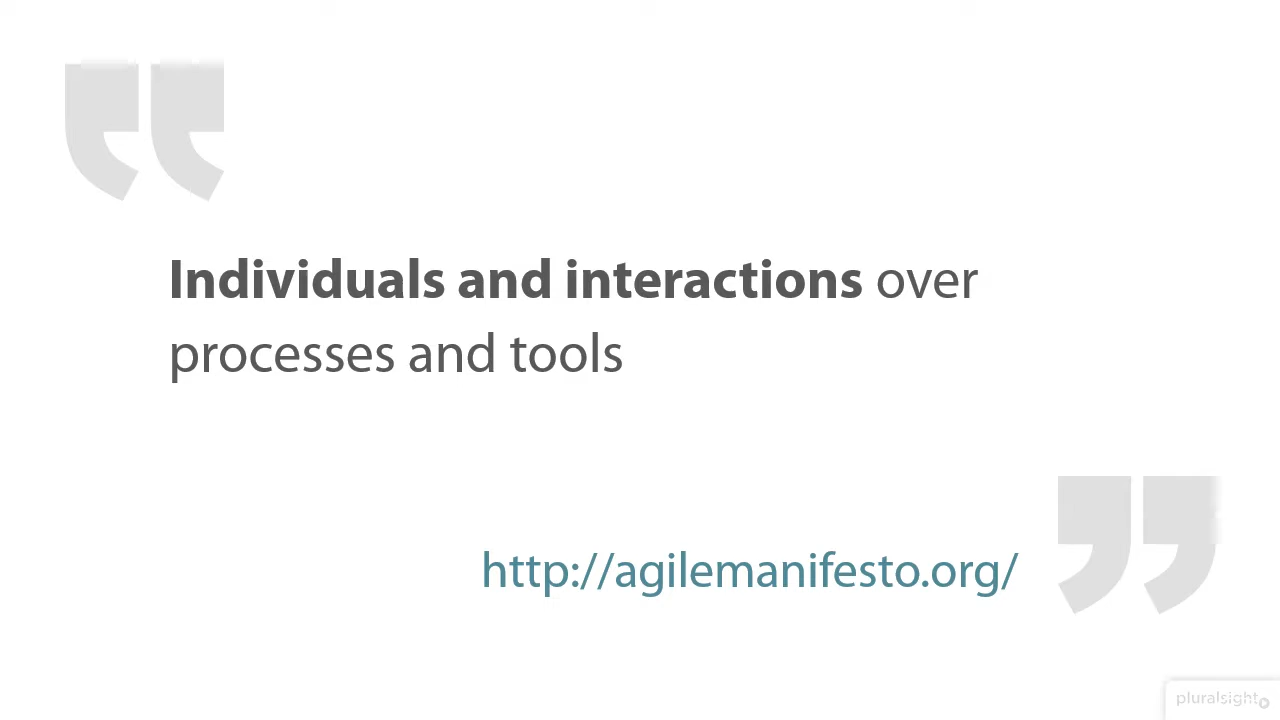 Individuals and interactions over
processes and tools
http://agilemanifesto.org/
pluralsight